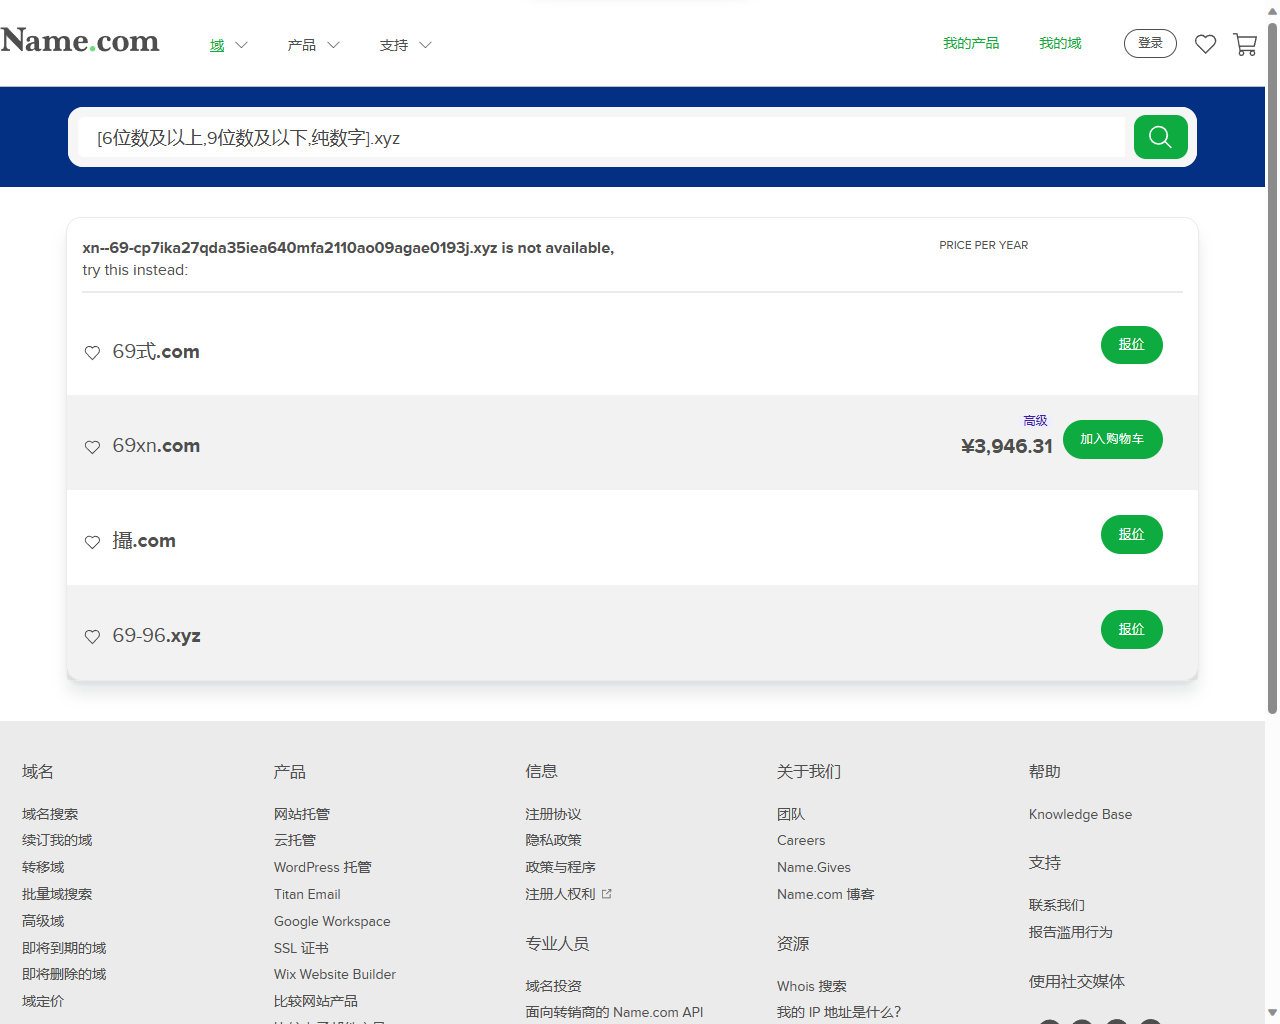 Name.com
域
产品
支持
我的产品
我的域
登录
[6位数及以上,9位数及以下,纯数字].xyz
xn--69-cp7ika27qda35iea640mfa2110ao09agae0193j.xyz is not available,
try this instead:
PRICE PER YEAR
69式.com
报价
69xn.com
高级
¥3,946.31
加入购物车
攝.com
报价
69-96.xyz
报价
域名
域名搜索
续订我的域
转移域
批量域搜索
高级域
即将到期的域
即将删除的域
域定价
产品
网站托管
云托管
WordPress 托管
Titan Email
Google Workspace
SSL 证书
Wix Website Builder
比较网站产品
信息
注册协议
隐私政策
政策与程序
注册人权利
专业人员
域名投资
面向转销商的 Name.com API
关于我们
团队
Careers
Name.Gives
Name.com 博客
资源
Whois 搜索
我的 IP 地址是什么?
帮助
Knowledge Base
支持
联系我们
报告滥用行为
使用社交媒体